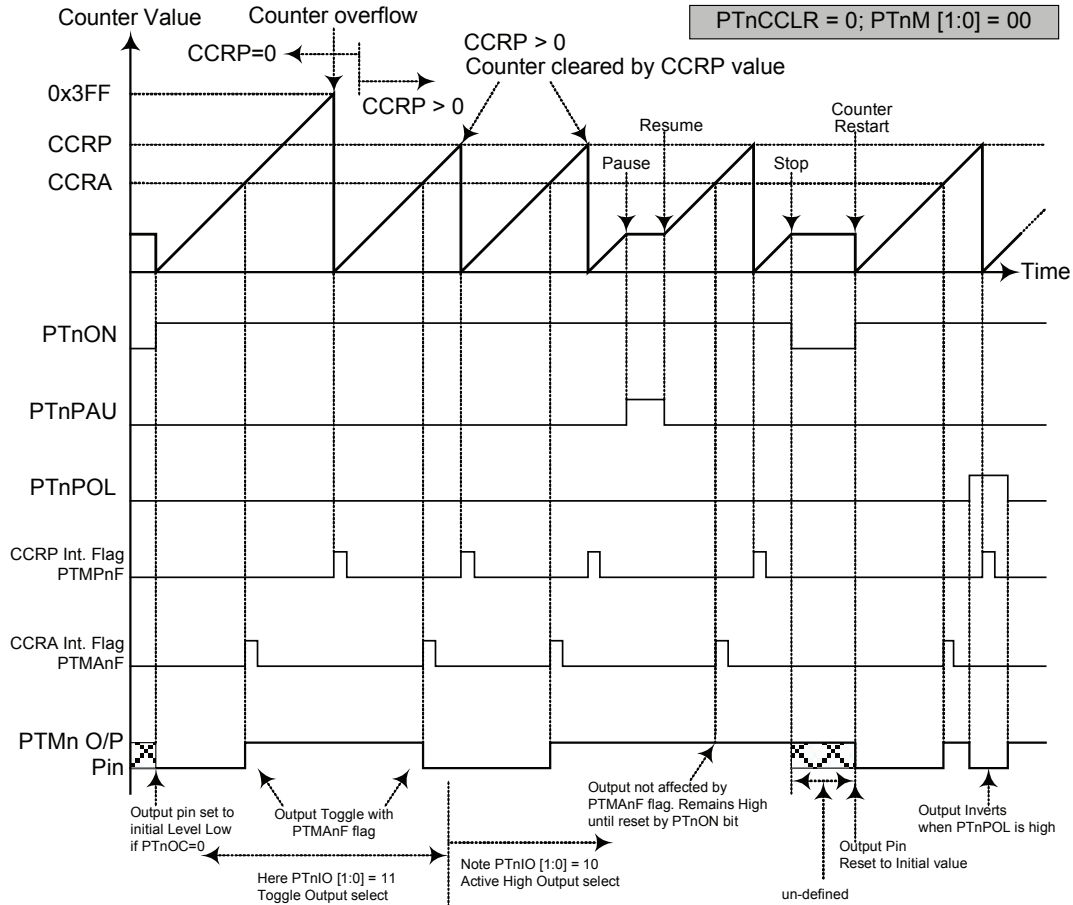 Counter Value
Counter overflow
PTnCCLR = 0; PTnM [1:0] = 00
CCRP=0
CCRP > 0
CCRP > 0
Counter cleared by CCRP value
0x3FF
CCRP
CCRA
Pause
Resume
Stop
Counter
Restart
Time
PTnON
PTnPAU
PTnPOL
CCRP Int. Flag
PTMPnF
CCRA Int. Flag
PTMAnF
PTMn O/P
Pin
Output pin set to
initial Level Low
if PTnOC=0
Output Toggle with
PTMAnF flag
Here PTnIO [1:0] = 11
Toggle Output select
Note PTnIO [1:0] = 10
Active High Output select
Output not affected by
PTMAnF flag. Remains High
until reset by PTnON bit
un-defined
Output Pin
Reset to Initial value
Output Inverts
when PTnPOL is high